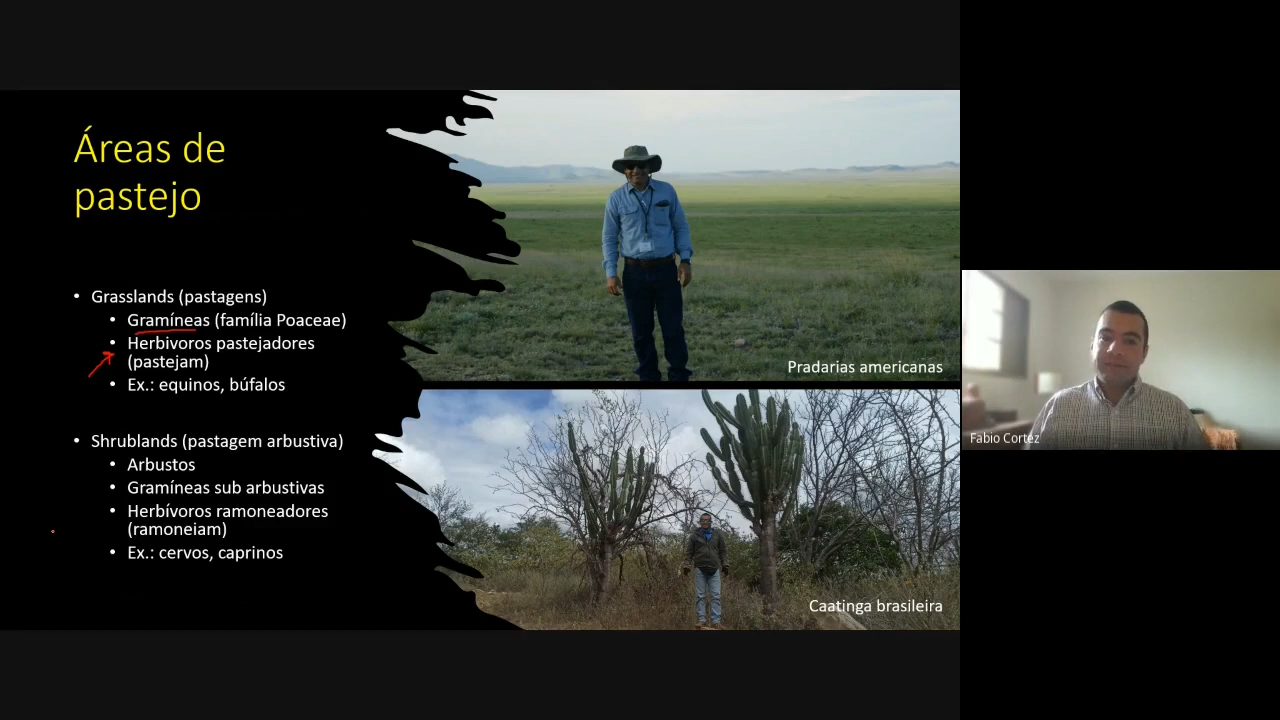 Áreas de
pastejo
• Grasslands (pastagens)
• Gramíneas (família Poaceae)
• Herbivoros pastejadores
(pastejam)
• Ex.: equinos, búfalos
• Shrublands (pastagem arbustiva)
• Arbustos
• Gramíneas sub arbustivas
• Herbívoros ramoneadores
(ramoneiam)
• Ex.: cervos, caprinos
Pradarias americanas
Caatinga brasileira
Fabio Cortez